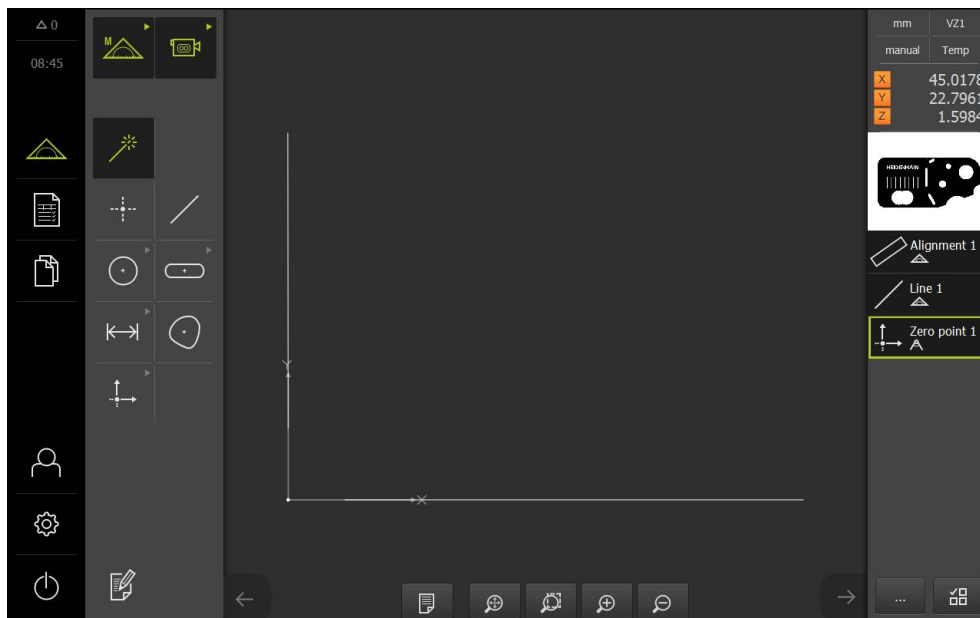 0
08:45
M
mm VZ1
manual Temp
X 45.0178
Y 22.7961
Z 1.5984
HEIDENHAIN
Alignment 1
Line 1
Zero point 1
Y
X
...